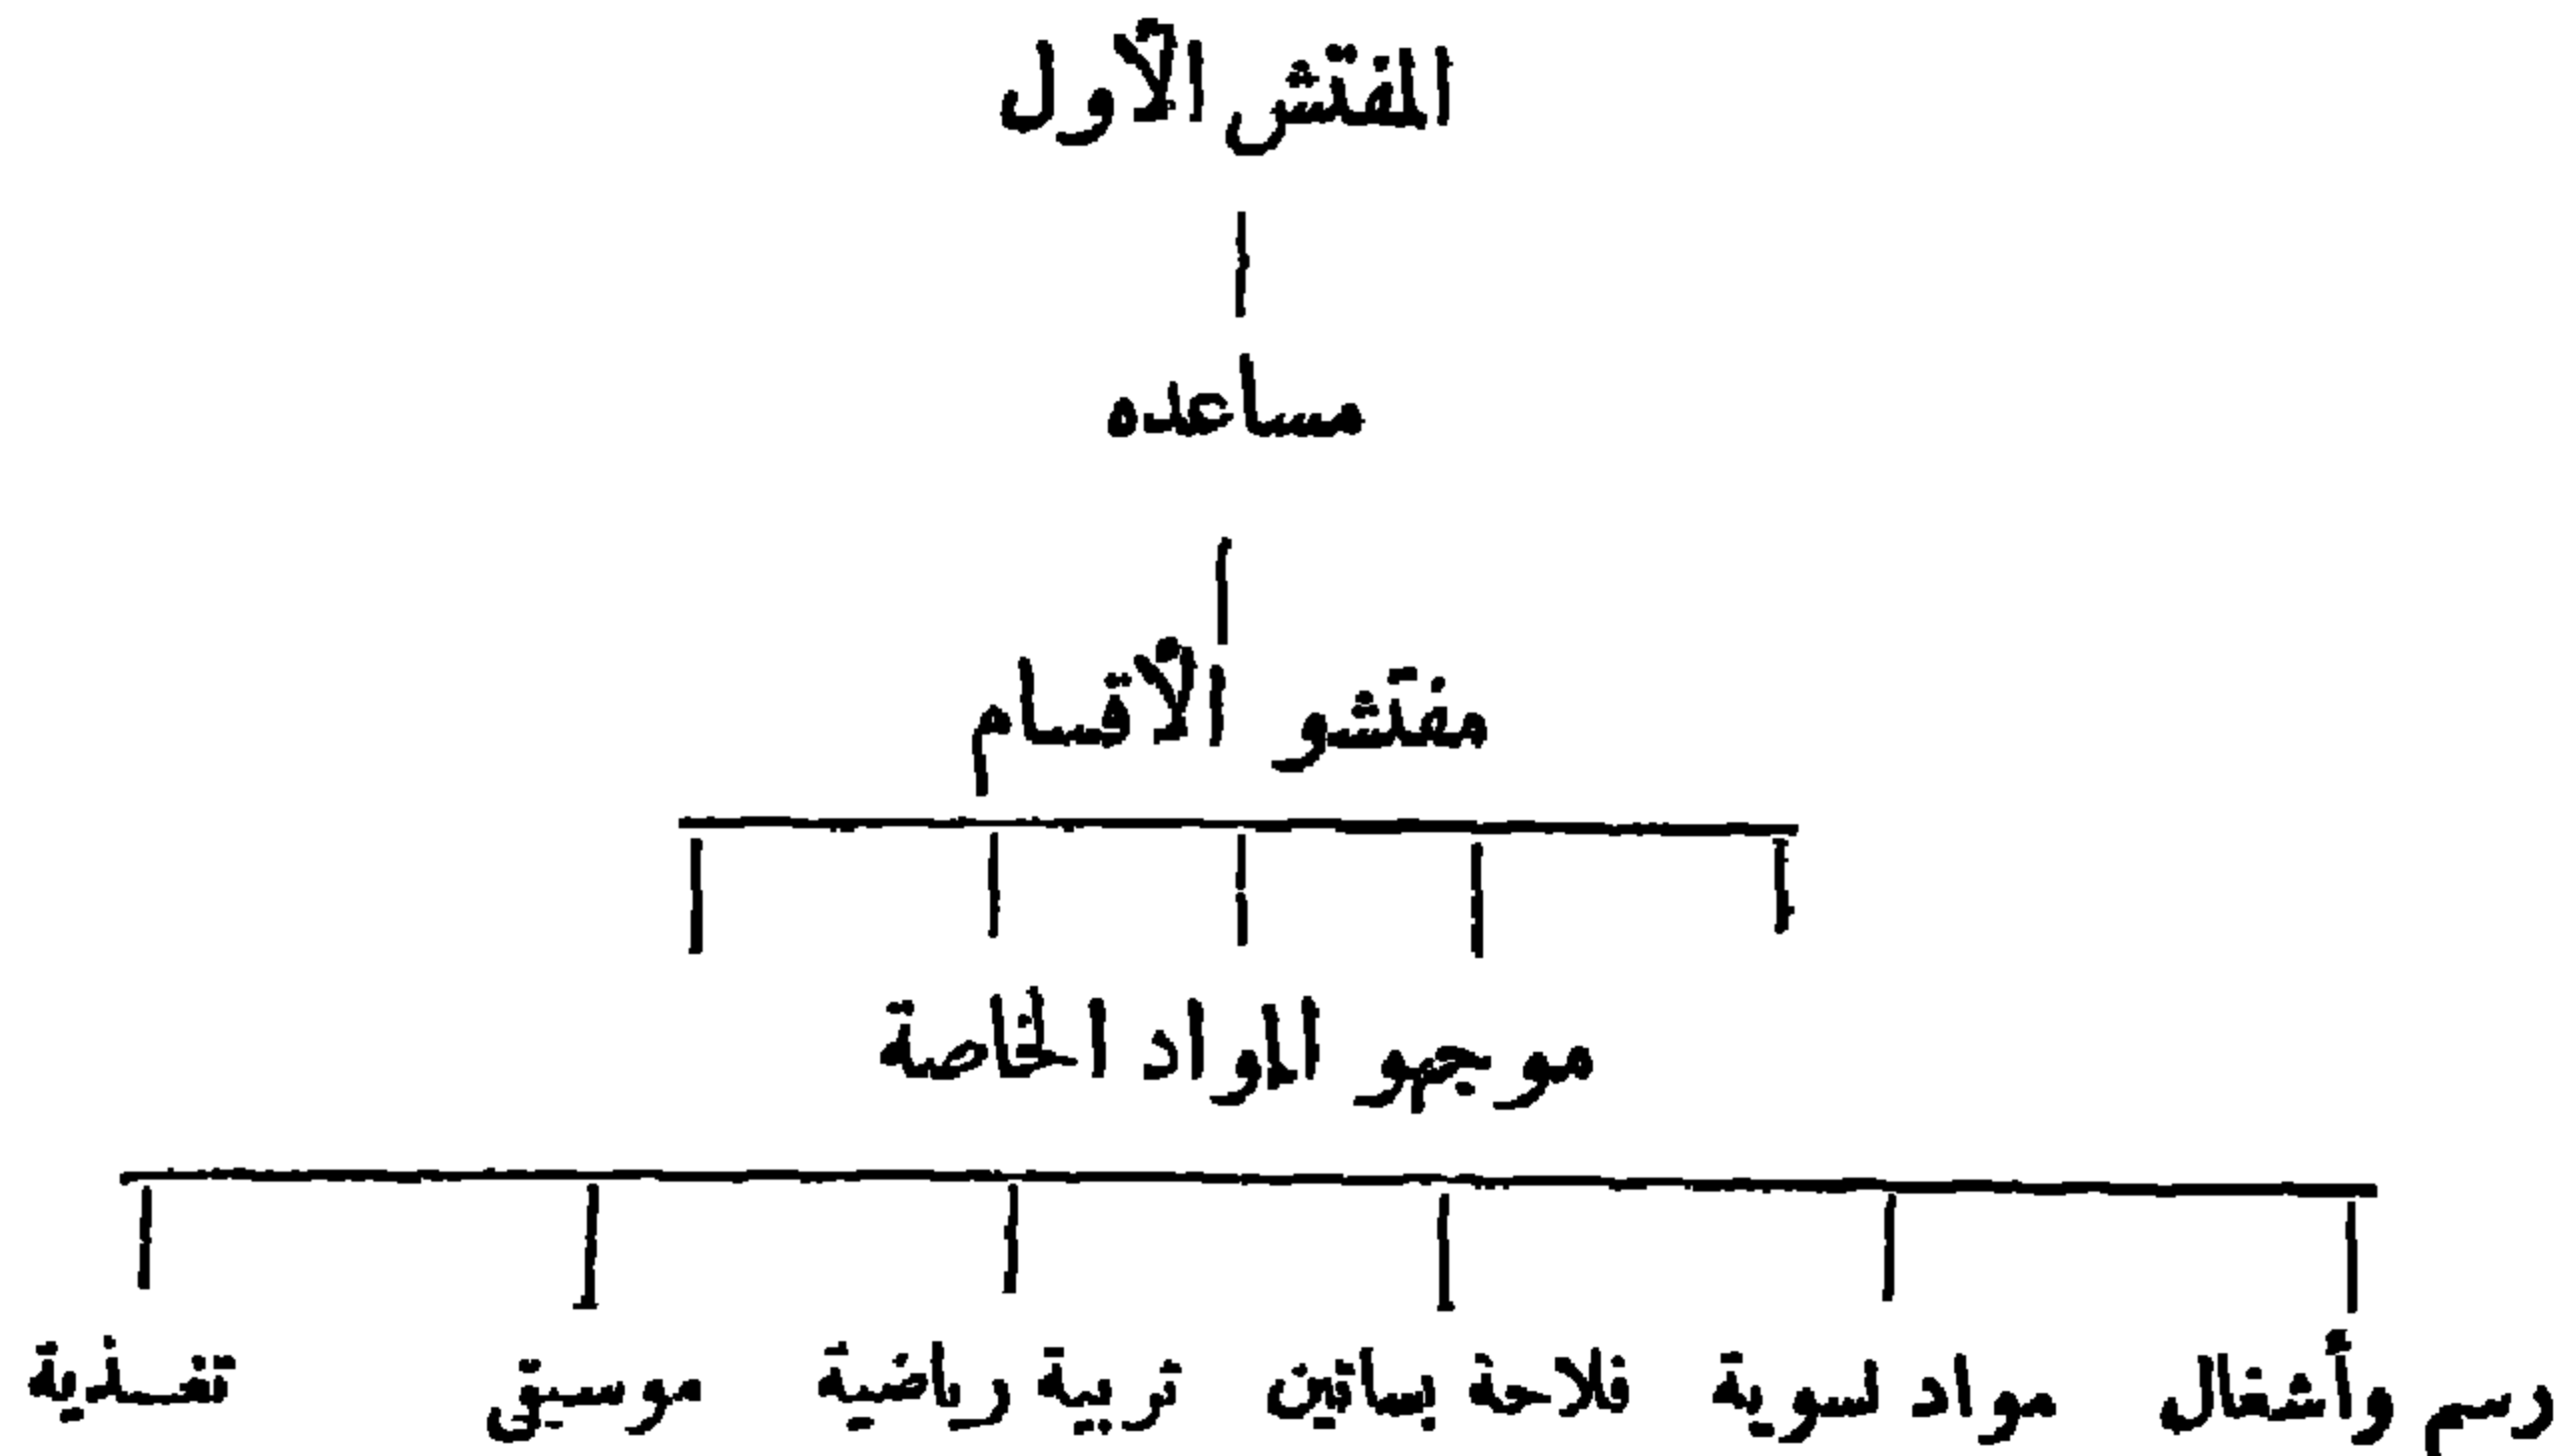 المفتش الأول
مساعده
مفتشو الأقسام
موجهو المواد الخاصة
رسم وأشغال مواد لسوية فلاحة بساتين تربية رياضية موسيقى تغذية